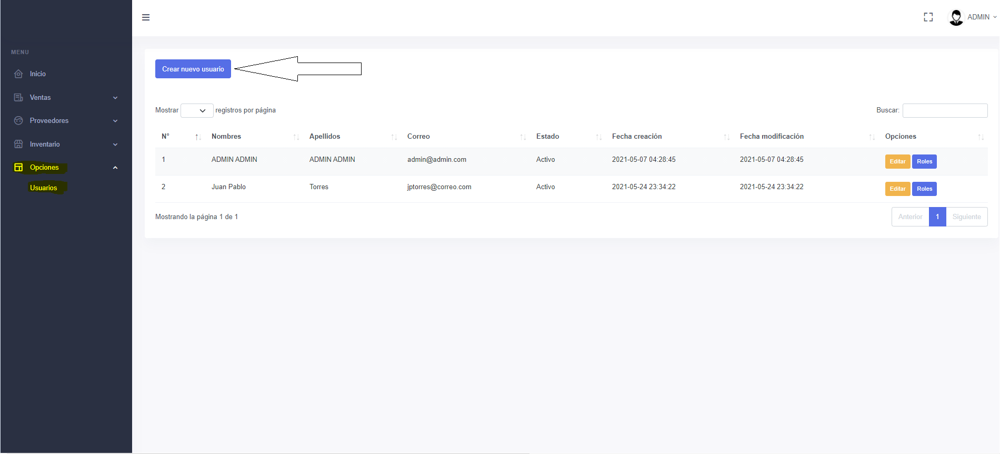 ADMIN
MENU
Inicio
Ventas
Proveedores
Inventario
Opciones
Usuarios
Crear nuevo usuario
Mostrar registros por página
Buscar:
N° Nombres Apellidos Correo Estado Fecha creación Fecha modificación Opciones
1 ADMIN ADMIN ADMIN ADMIN admin@admin.com Activo 2021-05-07 04:28:45 2021-05-07 04:28:45 Editar Roles
2 Juan Pablo Torres jptorres@correo.com Activo 2021-05-24 23:34:22 2021-05-24 23:34:22 Editar Roles
Mostrando la página 1 de 1
Anterior 1 Siguiente